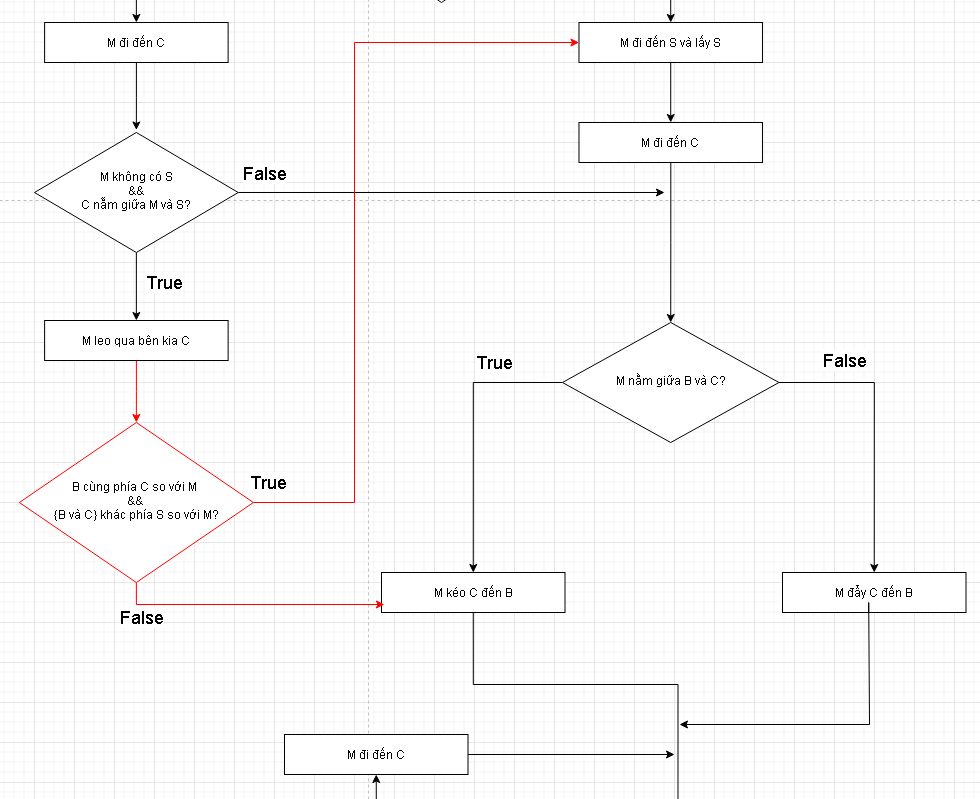 M đi đến C
M đi đến S và lấy S
M đi đến C
M không có S
&&
C nằm giữa M và S?
False
True
M leo qua bên kia C
M nằm giữa B và C?
True
False
B cùng phía C so với M
&&
{B và C} khác phía S so với M?
True
False
M kéo C đến B
M đẩy C đến B
M đi đến C